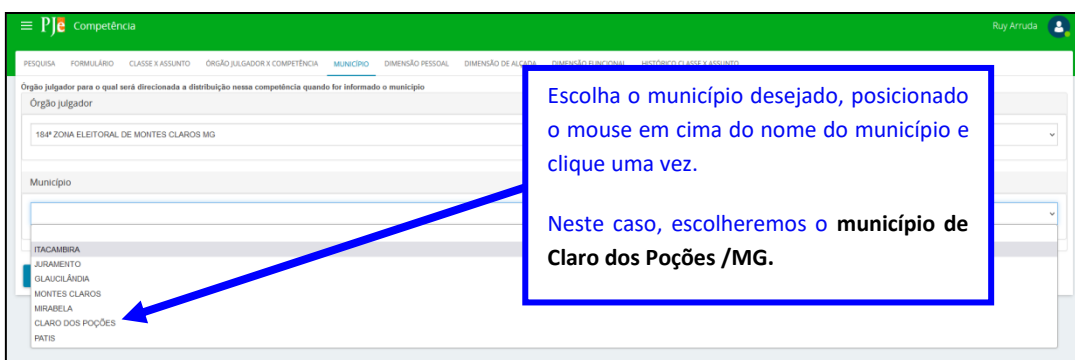 PJe Competência
Ruy Arruda
PESQUISA FORMULÁRIO CLASSE X ASSUNTO ÓRGÃO JULGADOR X COMPETÊNCIA MUNICÍPIO DIMENSÃO PESSOAL DIMENSÃO DE ALÇADA DIMENSÃO FUNCIONAL HISTÓRICO CLASSE X ASSUNTO
Órgão julgador para o qual será direcionada a distribuição nessa competência quando for informado o município
Órgão julgador
184ª ZONA ELEITORAL DE MONTES CLAROS MG
Município
ITACAMBIRA
JURAMENTO
GLAUCILÂNDIA
MONTES CLAROS
MIRABELA
CLARO DOS POÇÕES
PATIS
Escolha o município desejado, posicionado
o mouse em cima do nome do município e
clique uma vez.
Neste caso, escolheremos o município de
Claro dos Poções /MG.